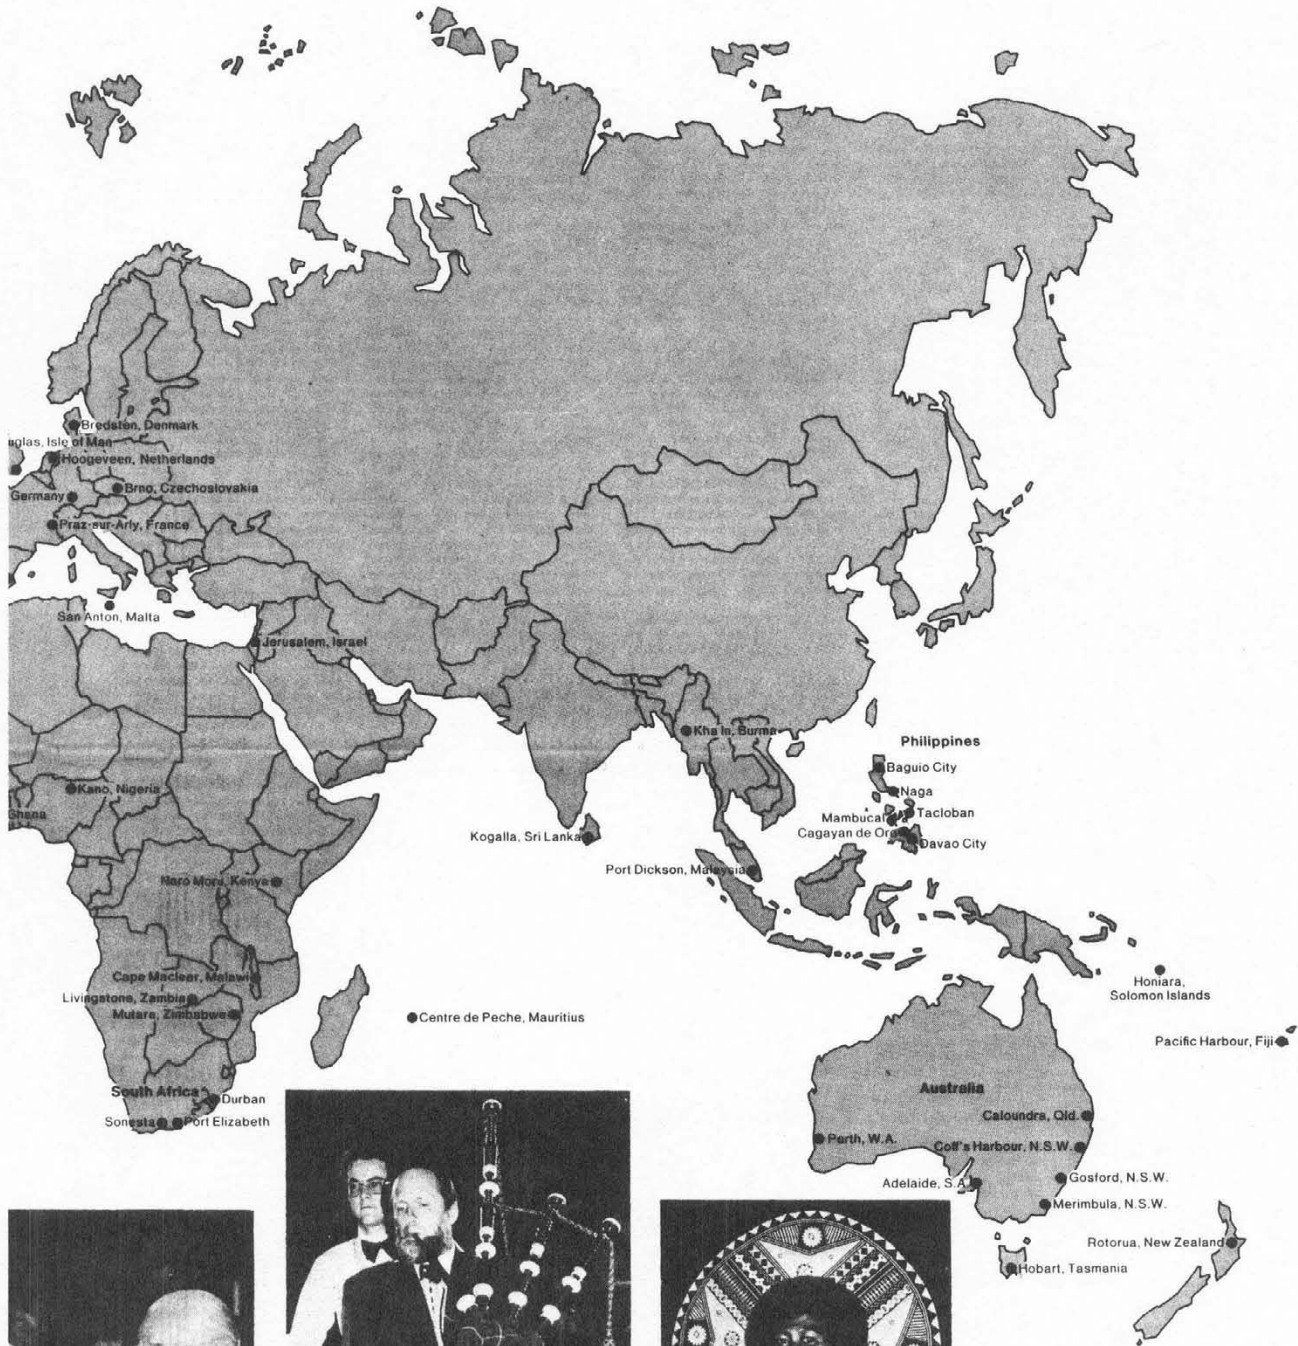 Bredsten, Denmark
uglas, Isle of Man
Hoogeveen, Netherlands
Brno, Czechoslovakia
Germany
Praz-sur-Arly, France
San Anton, Malta
Jerusalem, Israel
Kha In, Burma
Philippines
Baguio City
Kano, Nigeria
Naga
Ghana
Tacloban
Mambucal
Cagayan de Oro
Kogalla, Sri Lanka
Davao City
Port Dickson, Malaysia
Naro Moru, Kenya
Cape Maclear, Malawi
Honiara,
Solomon Islands
Livingstone, Zambia
Mutare, Zimbabwe
Centre de Peche, Mauritius
Pacific Harbour, Fiji
South Africa
Australia
Durban
Caloundra, Qld.
Sonesta
Port Elizabeth
Perth, W.A.
Coff's Harbour, N.S.W.
Adelaide, S.A.
Gosford, N.S.W.
Merimbula, N.S.W.
Rotorua, New Zealand
Hobart, Tasmania